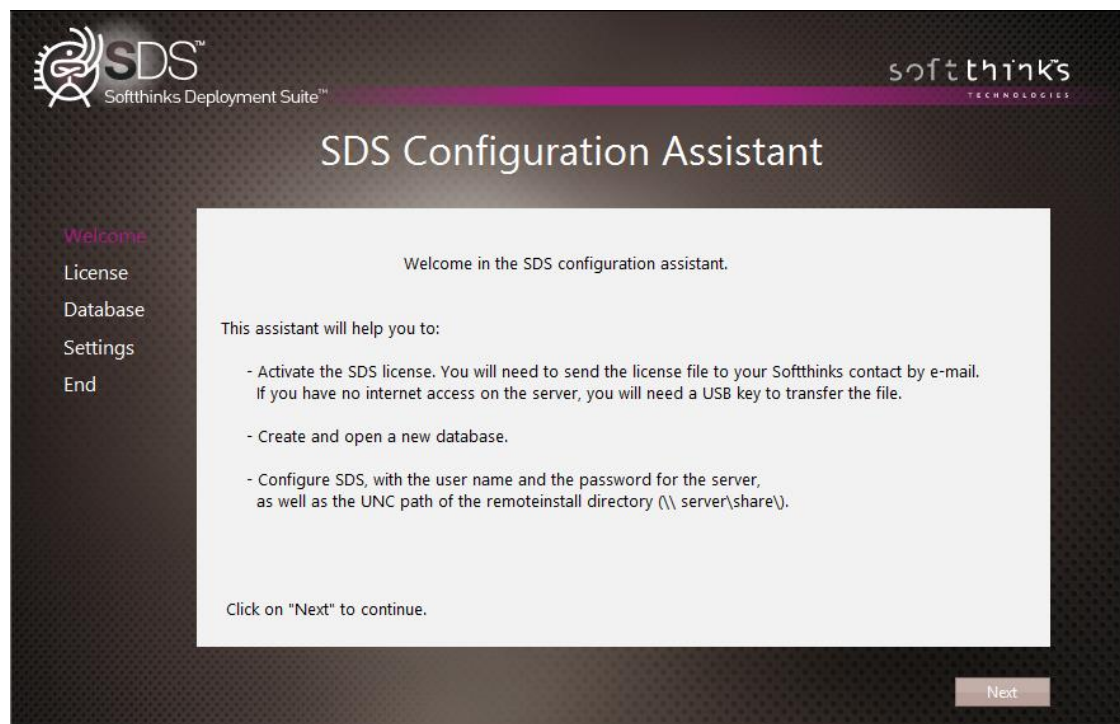 SDS™
Softthinks Deployment Suite™
softthinks
TECHNOLOGIES
SDS Configuration Assistant
Welcome
License
Database
Settings
End
Welcome in the SDS configuration assistant.
This assistant will help you to:
- Activate the SDS license. You will need to send the license file to your Softthinks contact by e-mail.
If you have no internet access on the server, you will need a USB key to transfer the file.
- Create and open a new database.
- Configure SDS, with the user name and the password for the server,
as well as the UNC path of the remoteinstall directory (\\ server\share\).
Click on "Next" to continue.
Next